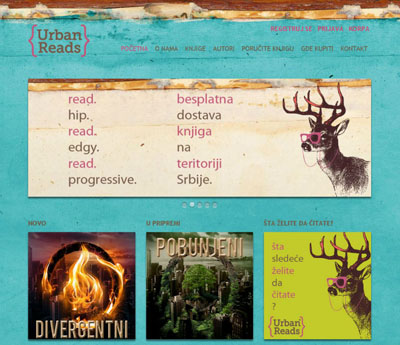 {Urban
Reads}
REGISTRUJ SE PRIJAVA KORPA
POČETNA O NAMA KNJIGE AUTORI PORUČITE KNJIGU GDE KUPITI KONTAKT
read. besplatna
hip. dostava
read. knjiga
edgy. na
read. teritoriji
progressive. Srbije.
NOVO
U PRIPREMI
ŠTA ŽELITE DA ČITATE?
DIVERGENTNI
POBUNJENI
šta
sledeće
želite
da
čitate
?
{Urban
Reads}